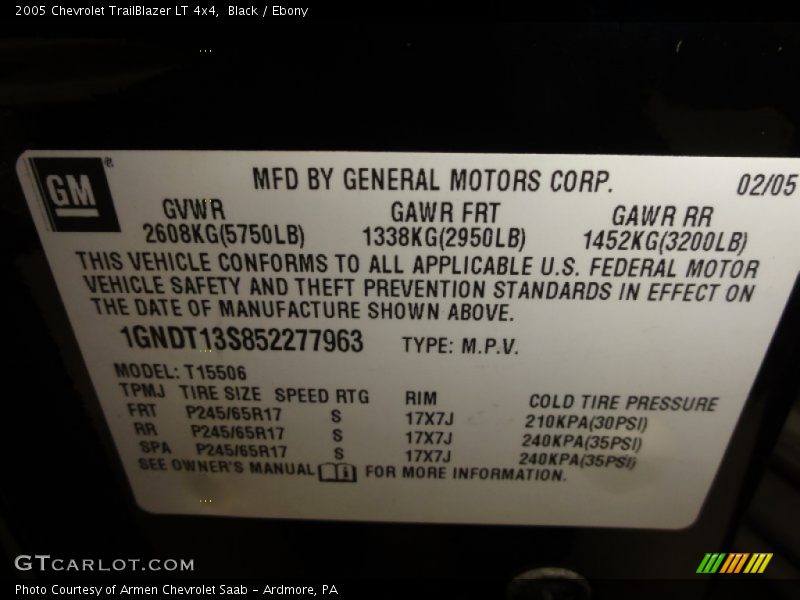 2005 Chevrolet TrailBlazer LT 4x4,  Black / Ebony
GM®
MFD BY GENERAL MOTORS CORP. 02/05
GVWR GAWR FRT GAWR RR
2608KG(5750LB) 1338KG(2950LB) 1452KG(3200LB)
THIS VEHICLE CONFORMS TO ALL APPLICABLE U.S. FEDERAL MOTOR
VEHICLE SAFETY AND THEFT PREVENTION STANDARDS IN EFFECT ON
THE DATE OF MANUFACTURE SHOWN ABOVE.
1GNDT13S852277963 TYPE: M.P.V.
MODEL: T15506
TPMJ TIRE SIZE SPEED RTG RIM COLD TIRE PRESSURE
FRT P245/65R17 S 17X7J 210KPA(30PSI)
RR P245/65R17 S 17X7J 240KPA(35PSI)
SPA P245/65R17 S 17X7J 240KPA(35PSI)
SEE OWNER'S MANUAL FOR MORE INFORMATION.
GTCARLOT.COM
Photo Courtesy of Armen Chevrolet Saab - Ardmore, PA